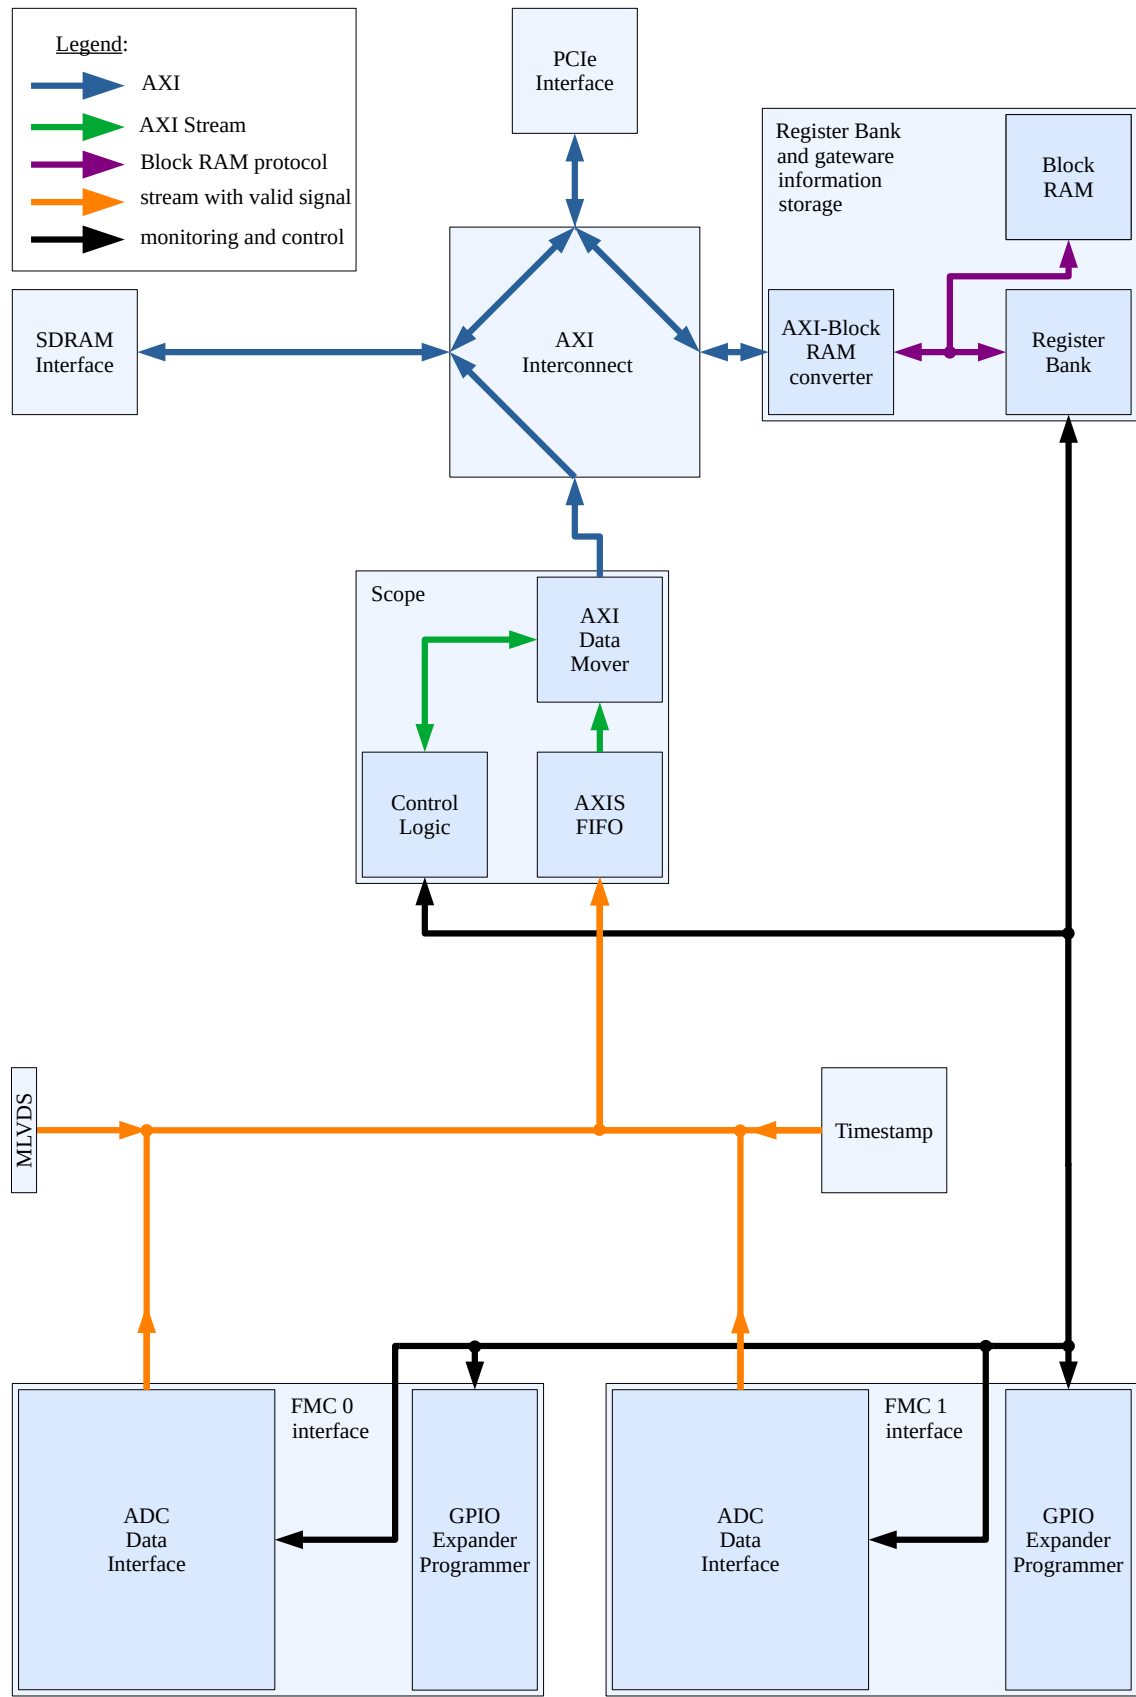 Legend:
AXI
AXI Stream
Block RAM protocol
stream with valid signal
monitoring and control
PCIe
Interface
Register Bank
and gateware
information
storage
Block
RAM
SDRAM
Interface
AXI
Interconnect
AXI-Block
RAM
converter
Register
Bank
Scope
AXI
Data
Mover
Control
Logic
AXIS
FIFO
MLVDS
Timestamp
FMC 0
interface
ADC
Data
Interface
GPIO
Expander
Programmer
FMC 1
interface
ADC
Data
Interface
GPIO
Expander
Programmer